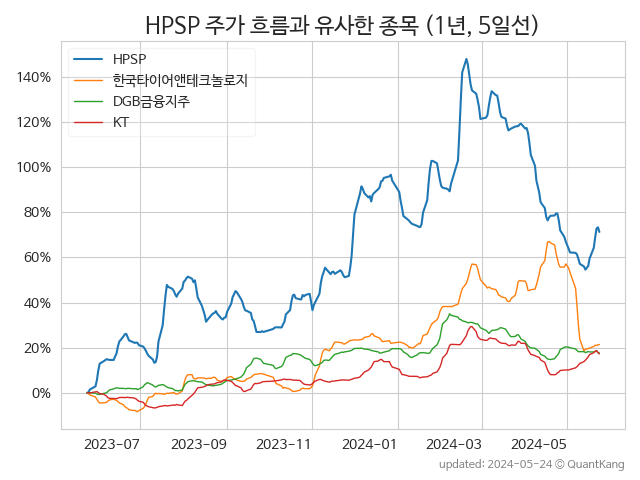 HPSP 주가 흐름과 유사한 종목 (1년, 5일선)
HPSP
한국타이어앤테크놀로지
DGB금융지주
KT
140%
120%
100%
80%
60%
40%
20%
0%
2023-07 2023-09 2023-11 2024-01 2024-03 2024-05
updated: 2024-05-24 © QuantKang